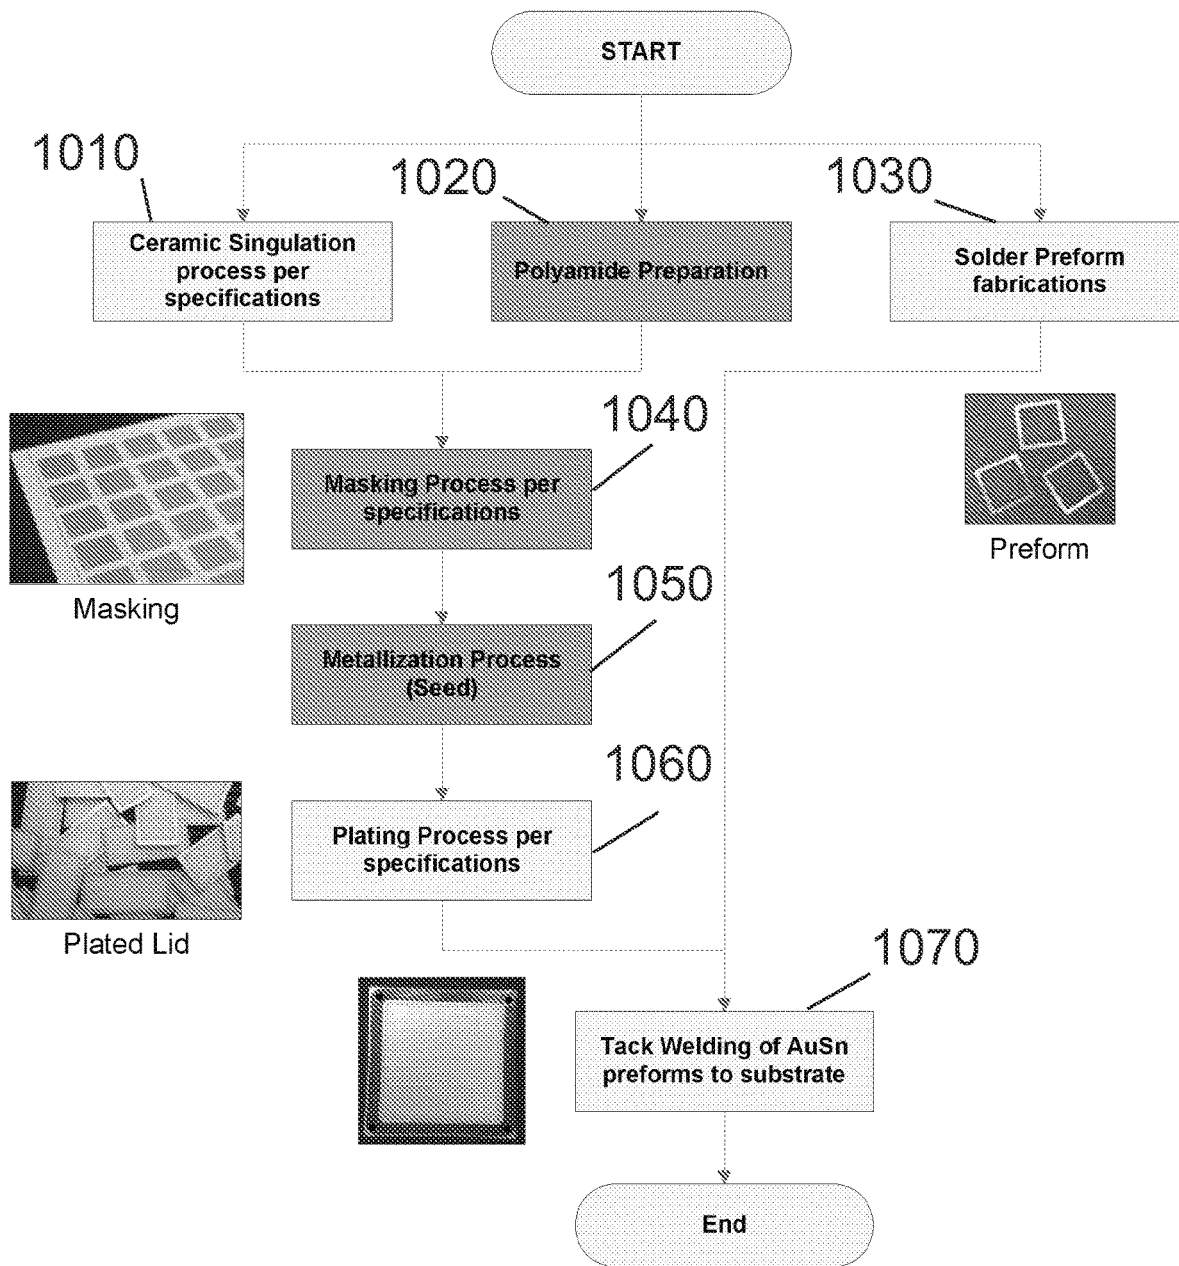 START
1010
1020
1030
Ceramic Singulation
process per
specifications
Polyamide Preparation
Solder Preform
fabrications
1040
Masking Process per
specifications
Masking
Preform
1050
Metallization Process
(Seed)
1060
Plating Process per
specifications
Plated Lid
1070
Tack Welding of AuSn
preforms to substrate
End